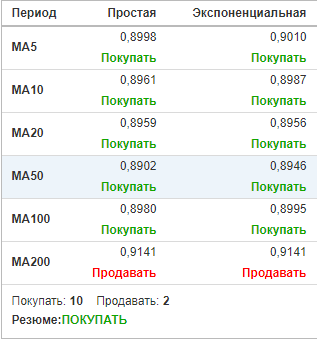 Период Простая Экспоненциальная
MA5 0,8998 0,9010
Покупать Покупать
MA10 0,8961 0,8987
Покупать Покупать
MA20 0,8959 0,8956
Покупать Покупать
MA50 0,8902 0,8946
Покупать Покупать
MA100 0,8980 0,8995
Покупать Покупать
MA200 0,9141 0,9141
Продавать Продавать
Покупать: 10 Продавать: 2
Резюме:ПОКУПАТЬ